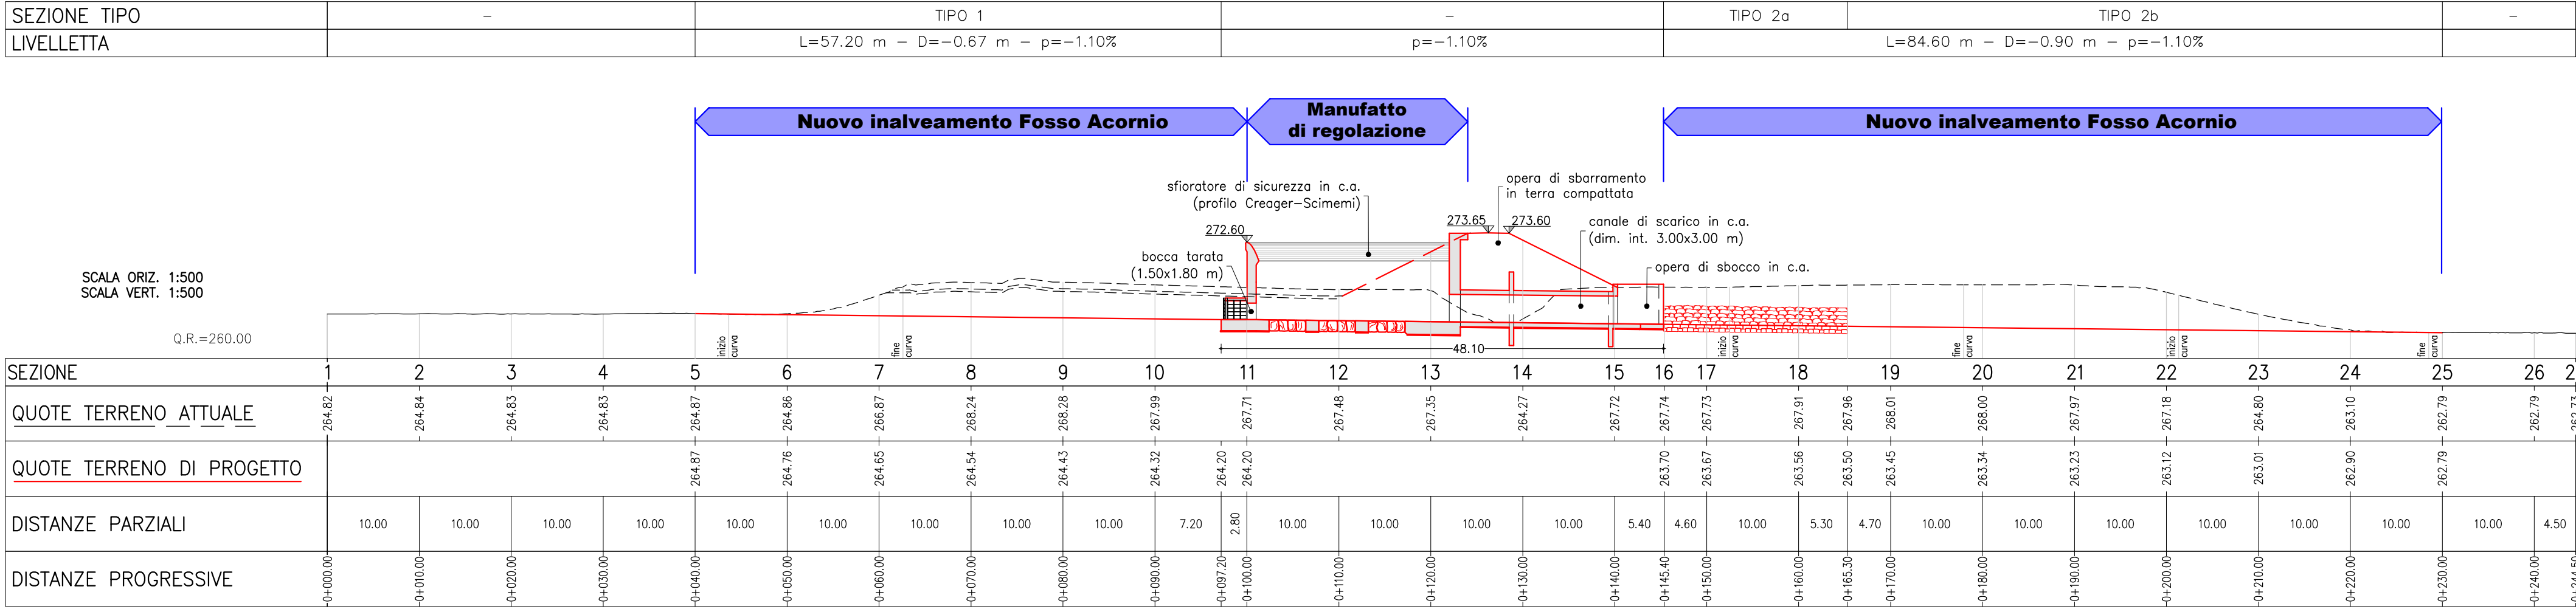 SEZIONE TIPO - TIPO 1 - TIPO 2a TIPO 2b -
LIVELLETTA L=57.20 m - D=-0.67 m - p=-1.10% p=-1.10% L=84.60 m - D=-0.90 m - p=-1.10%
Nuovo inalveamento Fosso Acornio
Manufatto
di regolazione
Nuovo inalveamento Fosso Acornio
sfioratore di sicurezza in c.a.
(profilo Creager-Scimemi)
opera di sbarramento
in terra compattata
272.60
273.65 273.60
canale di scarico in c.a.
(dim. int. 3.00x3.00 m)
bocca tarata
(1.50x1.80 m)
opera di sbocco in c.a.
SCALA ORIZ. 1:500
SCALA VERT. 1:500
Q.R.=260.00
inizio
curva
fine
curva
48.10
inizio
curva
fine
curva
inizio
curva
fine
curva
SEZIONE 1 2 3 4 5 6 7 8 9 10 11 12 13 14 15 16 17 18 19 20 21 22 23 24 25 26 2
QUOTE TERRENO ATTUALE 264.82 264.84 264.83 264.83 264.87 264.86 266.87 268.24 268.28 267.99 267.71 267.48 267.35 264.27 267.72 267.74 267.73 267.91 267.96 268.01 268.00 267.97 267.18 264.80 263.10 262.79 262.79 262.73
QUOTE TERRENO DI PROGETTO 264.87 264.76 264.65 264.54 264.43 264.32 264.20 264.20 263.70 263.67 263.56 263.50 263.45 263.34 263.23 263.12 263.01 262.90 262.79
DISTANZE PARZIALI 10.00 10.00 10.00 10.00 10.00 10.00 10.00 10.00 10.00 7.20 2.80 10.00 10.00 10.00 10.00 5.40 4.60 10.00 5.30 4.70 10.00 10.00 10.00 10.00 10.00 10.00 10.00 4.50
DISTANZE PROGRESSIVE 0+000.00 0+010.00 0+020.00 0+030.00 0+040.00 0+050.00 0+060.00 0+070.00 0+080.00 0+090.00 0+097.20 0+100.00 0+110.00 0+120.00 0+130.00 0+140.00 0+145.40 0+150.00 0+160.00 0+165.30 0+170.00 0+180.00 0+190.00 0+200.00 0+210.00 0+220.00 0+230.00 0+240.00 0+244.50